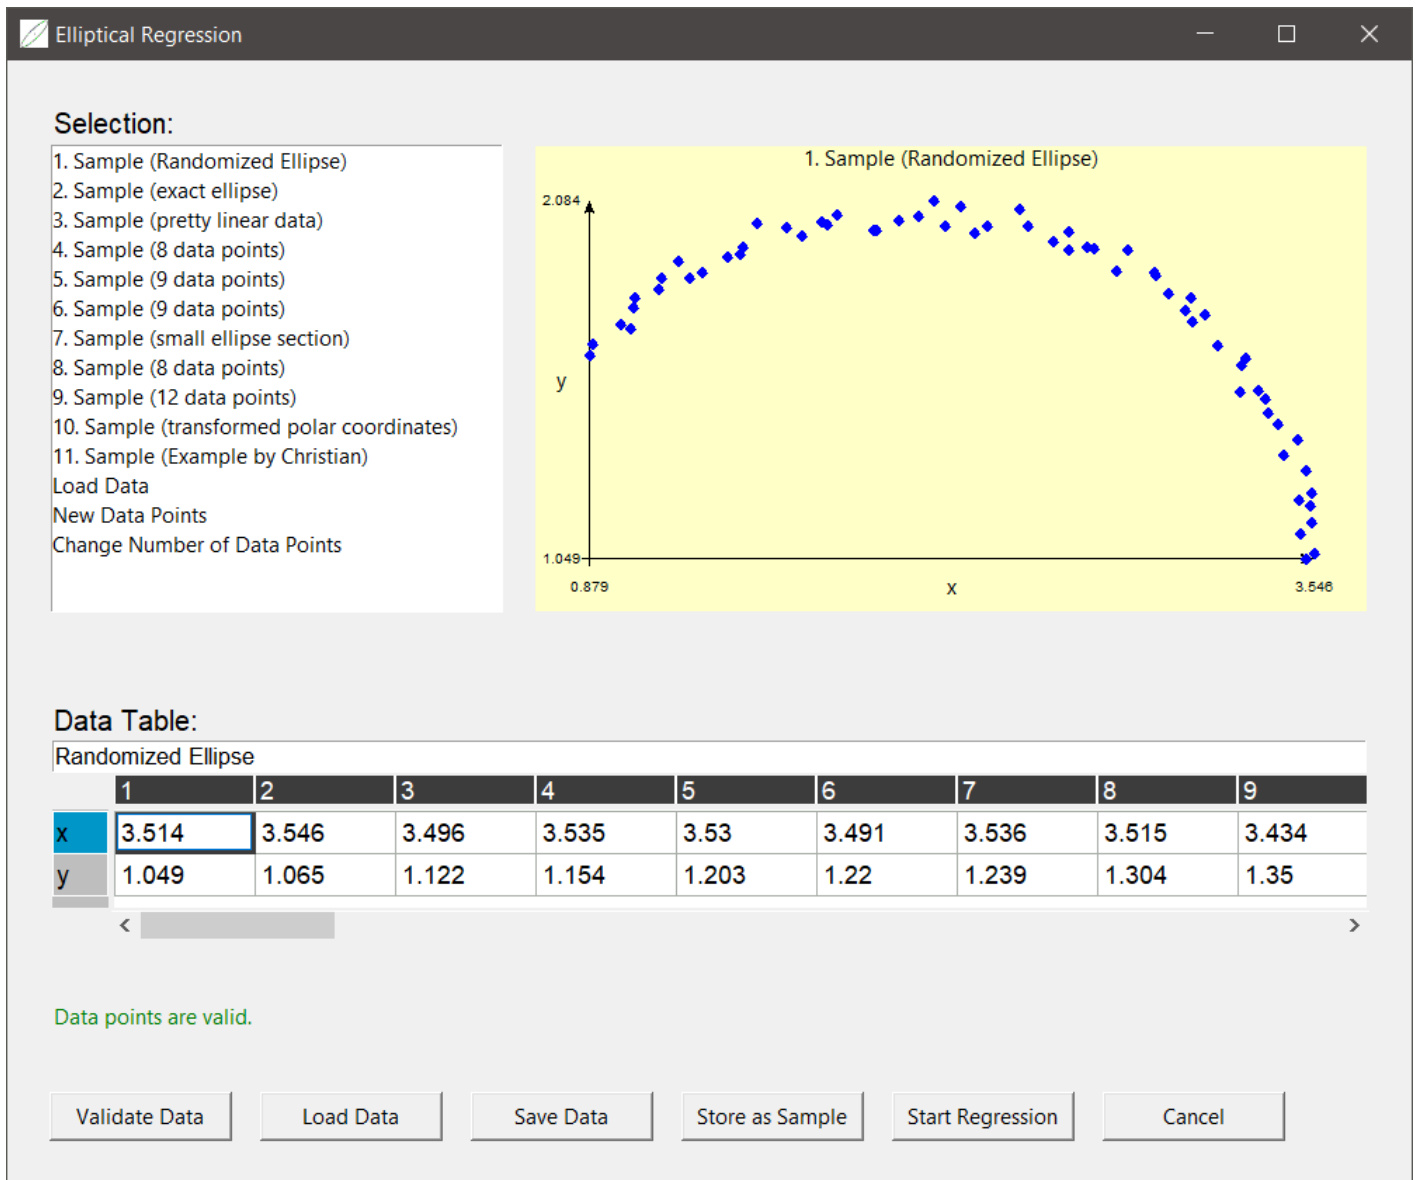 Elliptical Regression
Selection:
1. Sample (Randomized Ellipse)
2. Sample (exact ellipse)
3. Sample (pretty linear data)
4. Sample (8 data points)
5. Sample (9 data points)
6. Sample (9 data points)
7. Sample (small ellipse section)
8. Sample (8 data points)
9. Sample (12 data points)
10. Sample (transformed polar coordinates)
11. Sample (Example by Christian)
Load Data
New Data Points
Change Number of Data Points
1. Sample (Randomized Ellipse)
2.084
y
1.049
0.879 x 3.546
Data Table:
Randomized Ellipse
1 2 3 4 5 6 7 8 9
x 3.514 3.546 3.496 3.535 3.53 3.491 3.536 3.515 3.434
y 1.049 1.065 1.122 1.154 1.203 1.22 1.239 1.304 1.35
Data points are valid.
Validate Data Load Data Save Data Store as Sample Start Regression Cancel